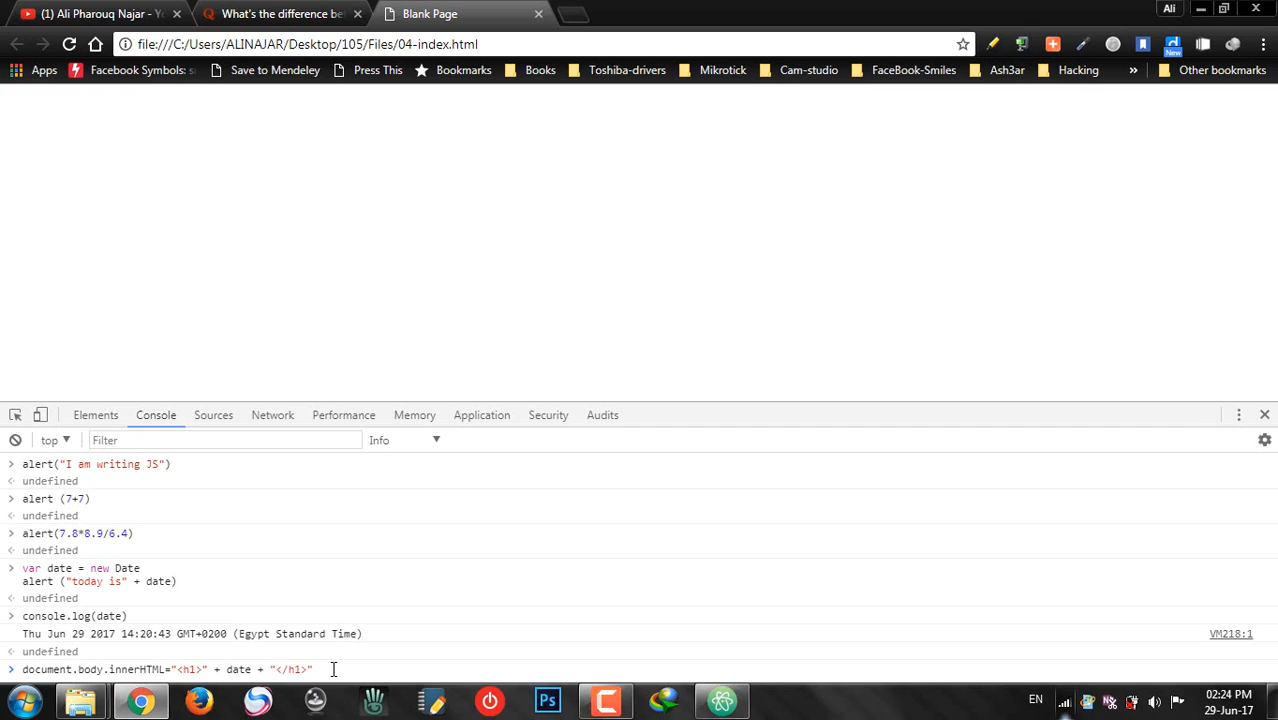 (1) Ali Pharouq Najar - Yo
What's the difference be
Blank Page
Ali
file:///C:/Users/ALINAJAR/Desktop/105/Files/04-index.html
New
Apps
Facebook Symbols: s
Save to Mendeley
Press This
Bookmarks
Books
Toshiba-drivers
Mikrotick
Cam-studio
FaceBook-Smiles
Ash3ar
Hacking
»
Other bookmarks
Elements
Console
Sources
Network
Performance
Memory
Application
Security
Audits
top
Filter
Info
> alert("I am writing JS")
undefined
> alert (7+7)
undefined
> alert(7.8*8.9/6.4)
undefined
> var date = new Date
alert ("today is" + date)
undefined
> console.log(date)
Thu Jun 29 2017 14:20:43 GMT+0200 (Egypt Standard Time) VM218:1
undefined
> document.body.innerHTML="<h1>" + date + "</h1>"
Ps
EN
02:24 PM
29-Jun-17